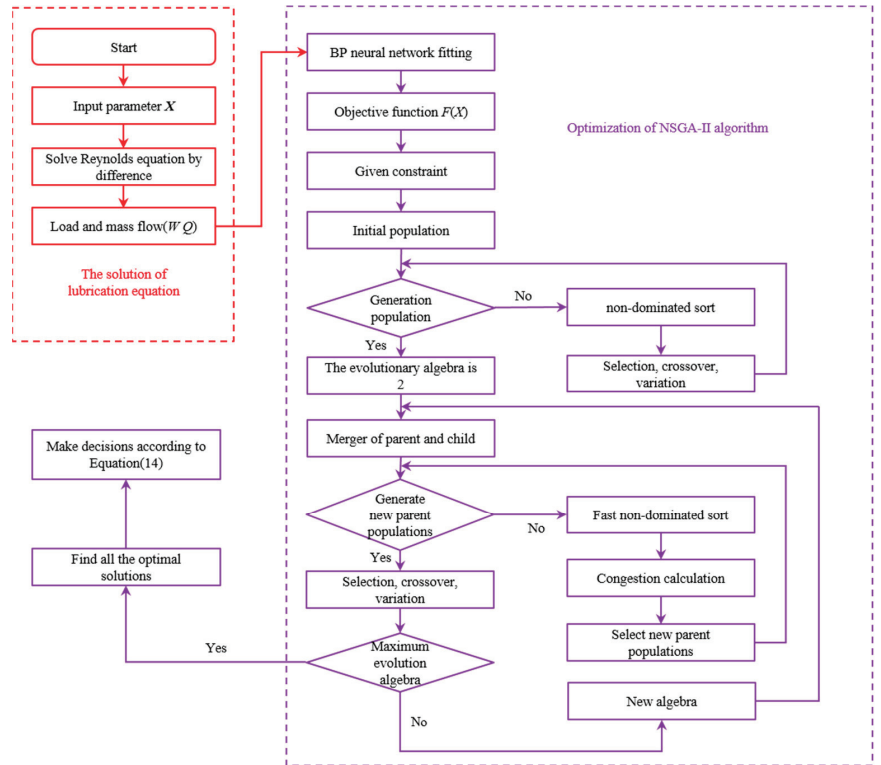 Start
Input parameter X
Solve Reynolds equation by
difference
Load and mass flow(W Q)
The solution of
lubrication equation
BP neural network fitting
Objective function F(X)
Optimization of NSGA-II algorithm
Given constraint
Initial population
Generation
population
No
non-dominated sort
Selection, crossover,
variation
Yes
The evolutionary algebra is
2
Merger of parent and child
Generate
new parent
populations
No
Fast non-dominated sort
Congestion calculation
Select new parent
populations
Yes
Selection, crossover,
variation
Maximum
evolution
algebra
No
New algebra
Yes
Find all the optimal
solutions
Make decisions according to
Equation(14)